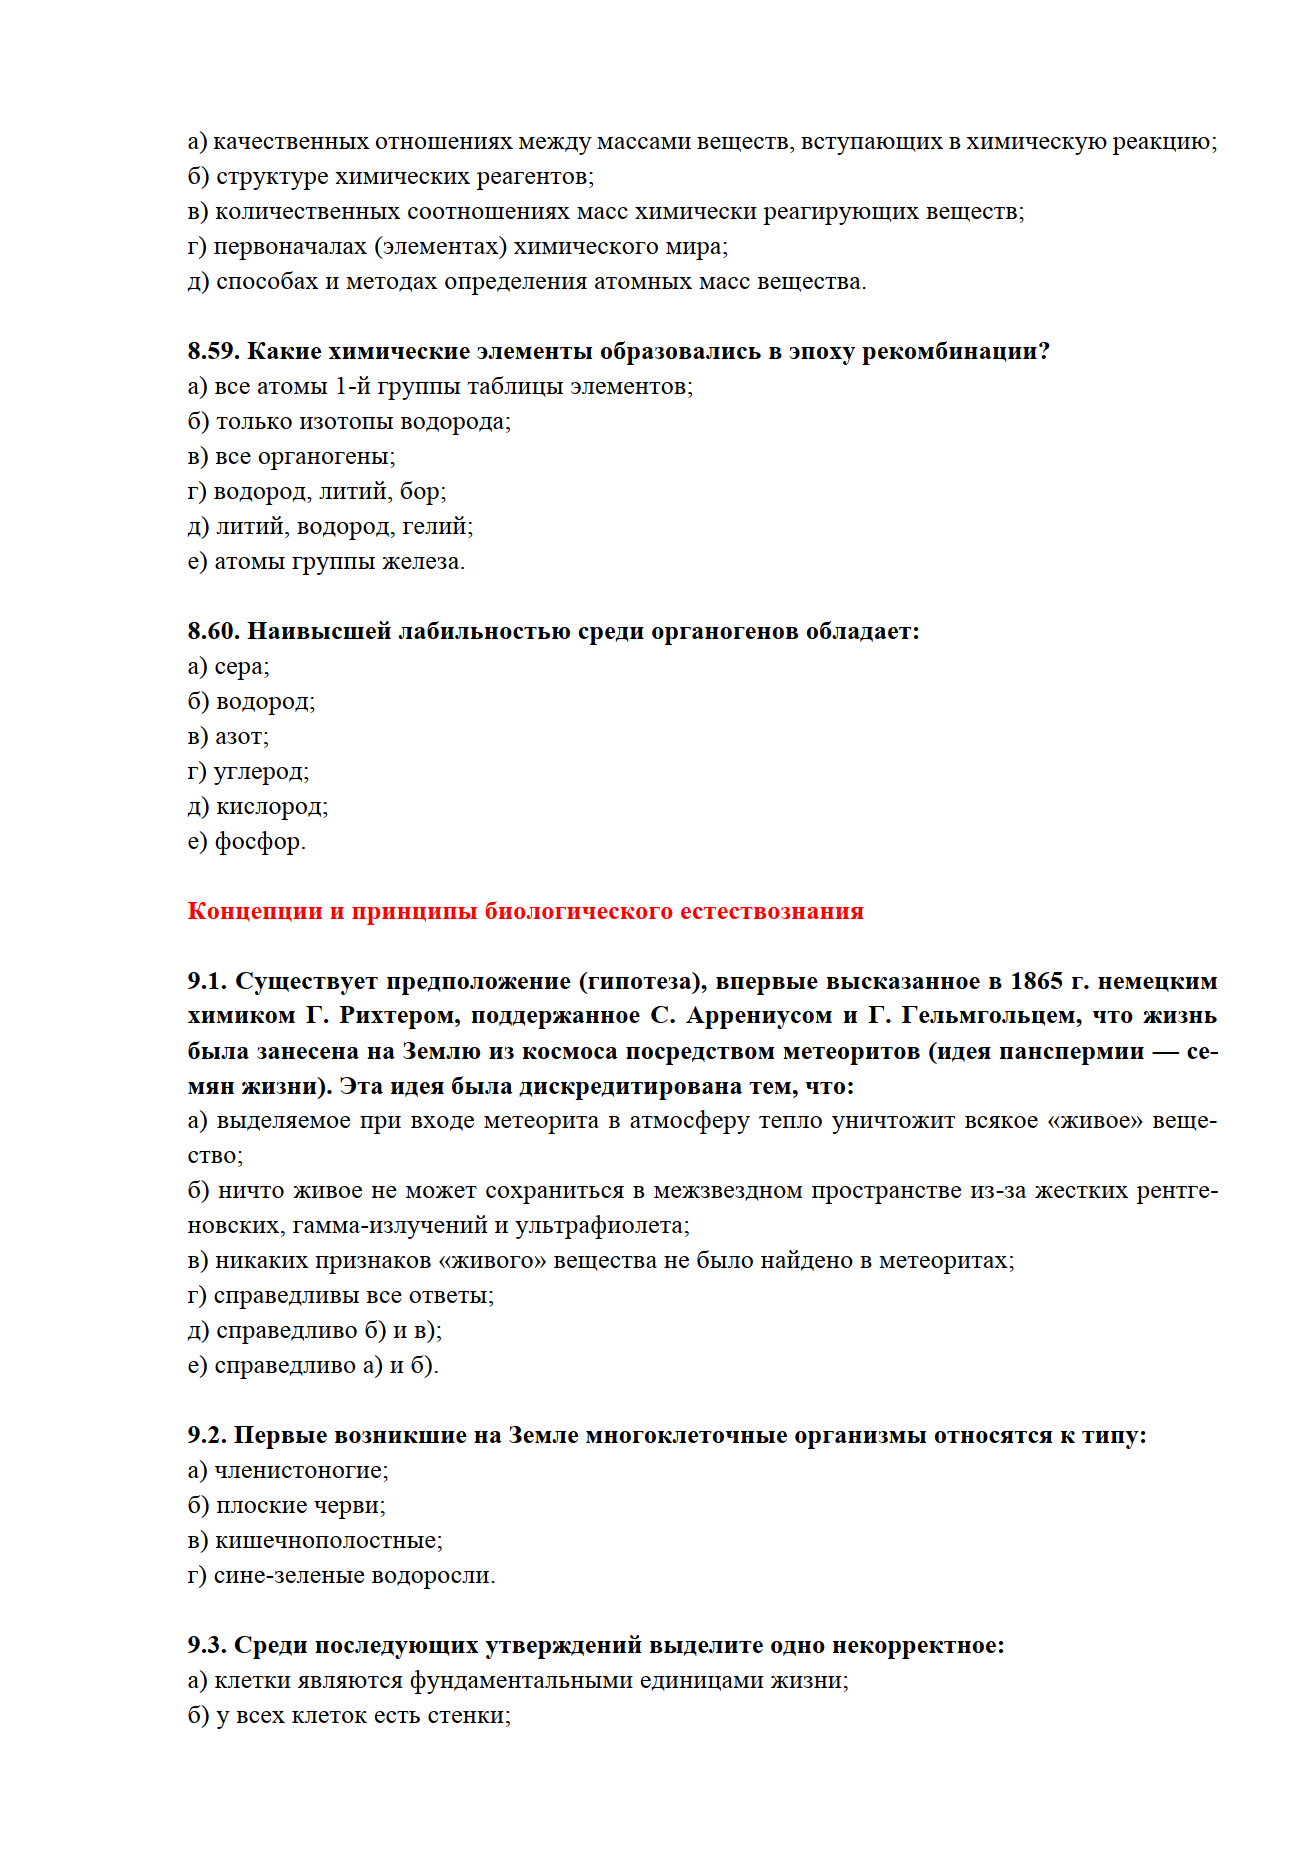 а) качественных отношениях между массами веществ, вступающих в химическую реакцию;
б) структуре химических реагентов;
в) количественных соотношениях масс химически реагирующих веществ;
г) первоначалах (элементах) химического мира;
д) способах и методах определения атомных масс вещества.
8.59. Какие химические элементы образовались в эпоху рекомбинации?
а) все атомы 1-й группы таблицы элементов;
б) только изотопы водорода;
в) все органогены;
г) водород, литий, бор;
д) литий, водород, гелий;
е) атомы группы железа.
8.60. Наивысшей лабильностью среди органогенов обладает:
а) сера;
б) водород;
в) азот;
г) углерод;
д) кислород;
е) фосфор.
Концепции и принципы биологического естествознания
9.1. Существует предположение (гипотеза), впервые высказанное в 1865 г. немецким
химиком Г. Рихтером, поддержанное С. Аррениусом и Г. Гельмгольцем, что жизнь
была занесена на Землю из космоса посредством метеоритов (идея панспермии — се-
мян жизни). Эта идея была дискредитирована тем, что:
а) выделяемое при входе метеорита в атмосферу тепло уничтожит всякое «живое» веще-
ство;
б) ничто живое не может сохраниться в межзвездном пространстве из-за жестких рентге-
новских, гамма-излучений и ультрафиолета;
в) никаких признаков «живого» вещества не было найдено в метеоритах;
г) справедливы все ответы;
д) справедливо б) и в);
е) справедливо а) и б).
9.2. Первые возникшие на Земле многоклеточные организмы относятся к типу:
а) членистоногие;
б) плоские черви;
в) кишечнополостные;
г) сине-зеленые водоросли.
9.3. Среди последующих утверждений выделите одно некорректное:
а) клетки являются фундаментальными единицами жизни;
б) у всех клеток есть стенки;